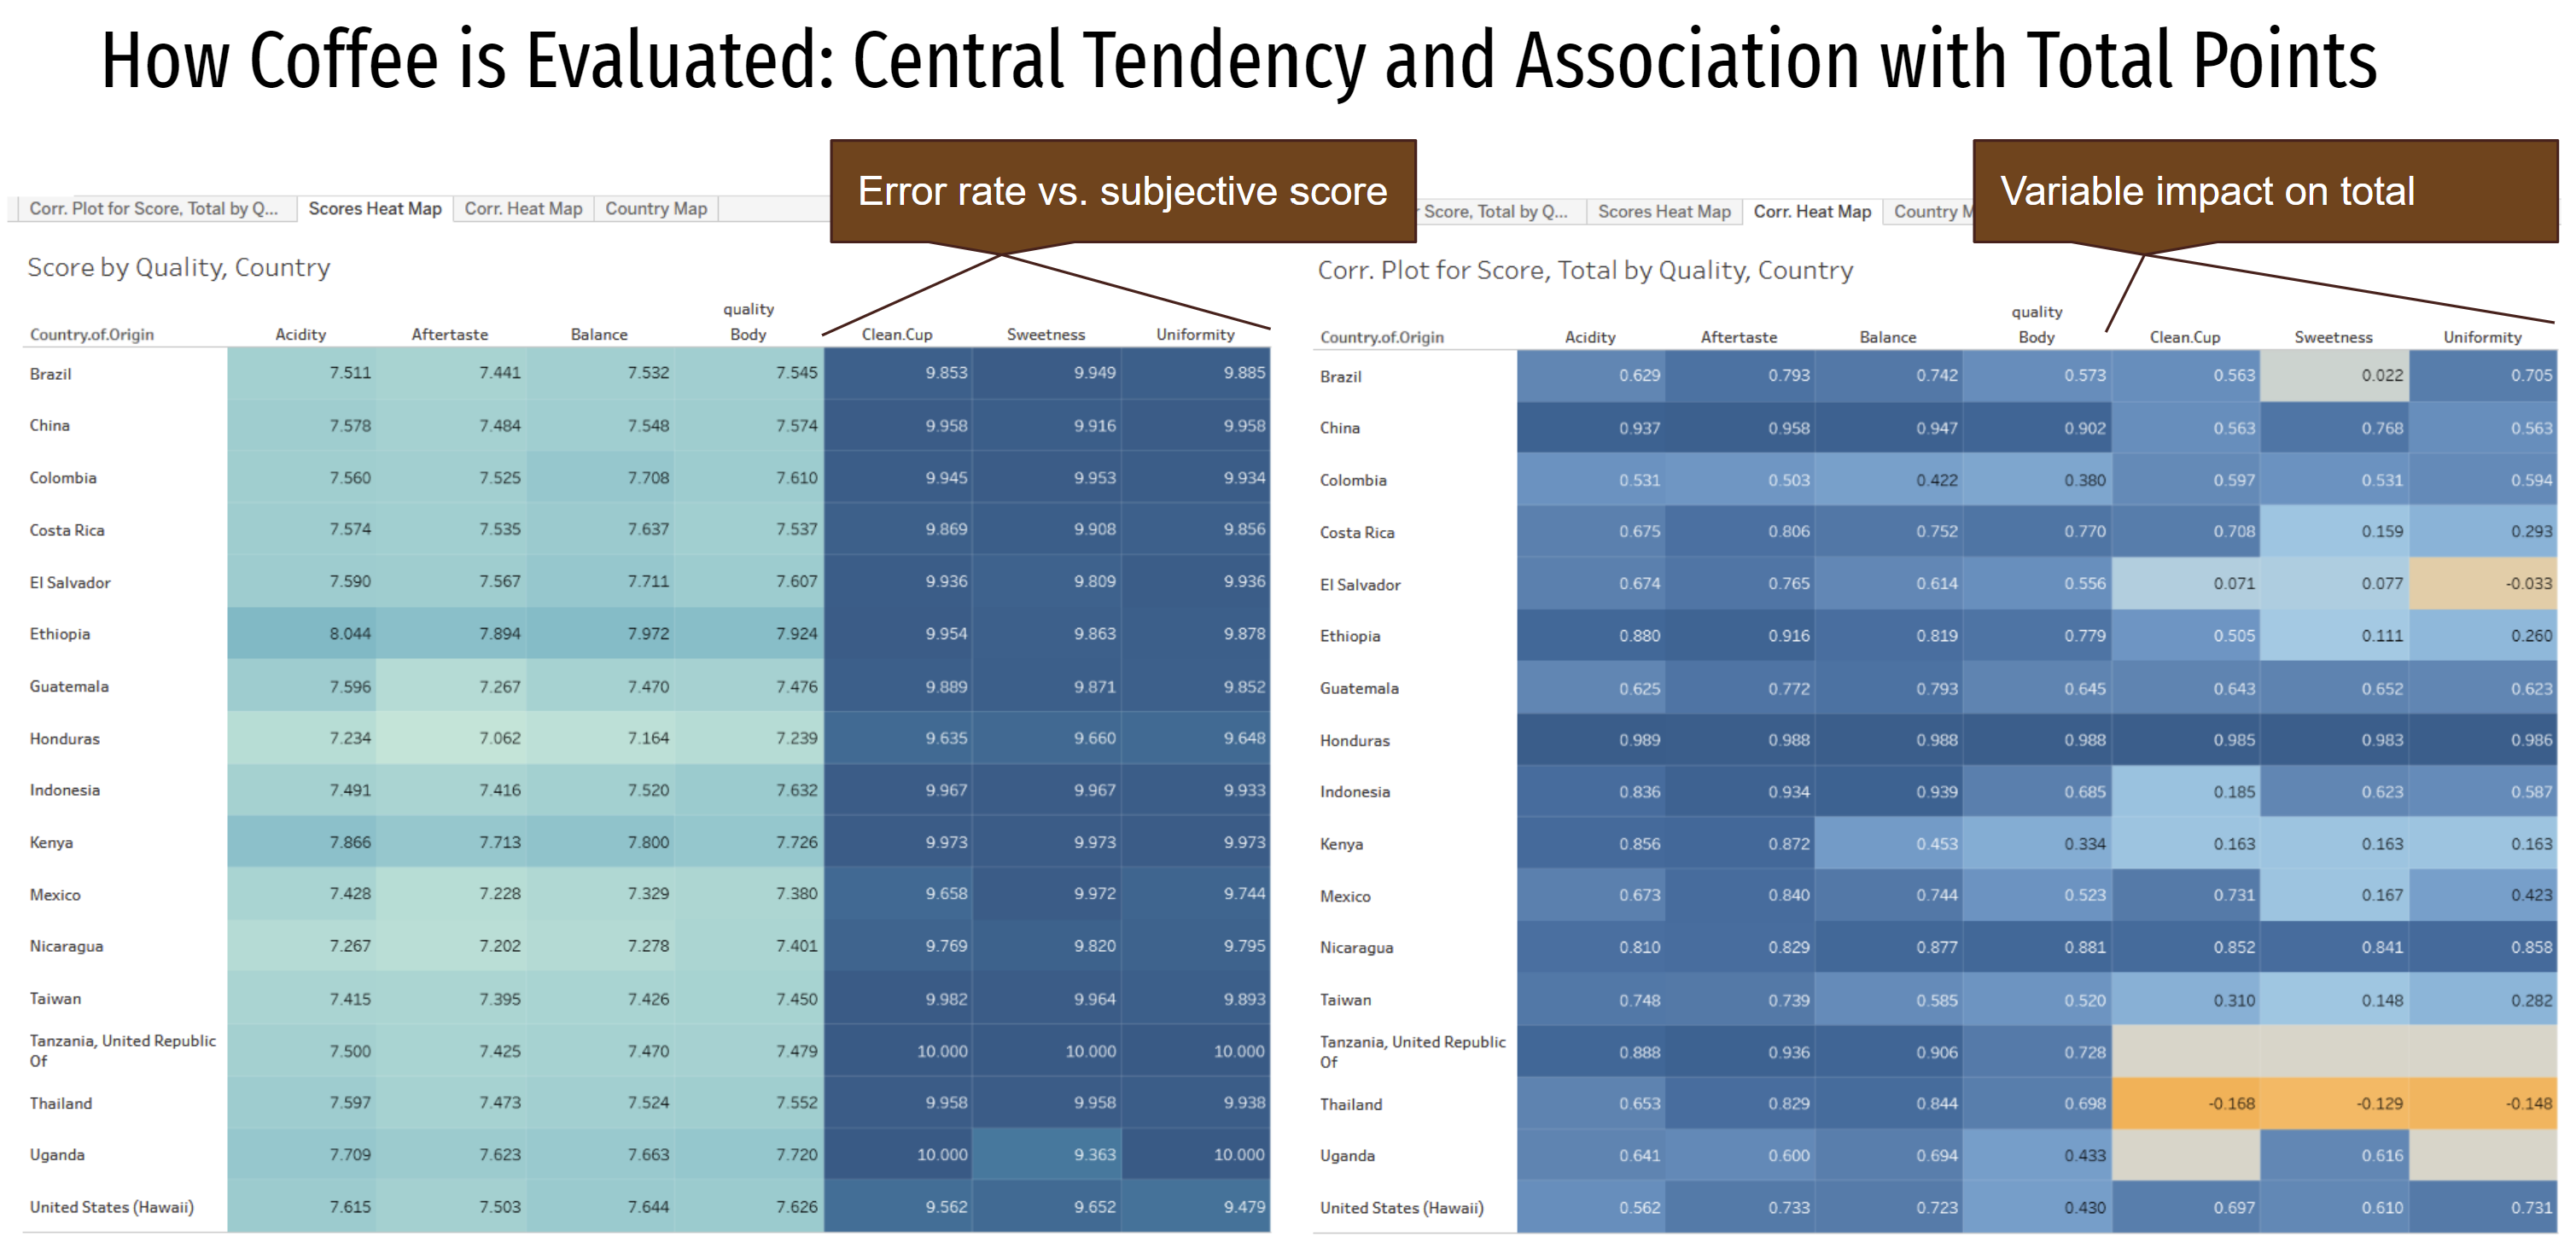 How Coffee is Evaluated: Central Tendency and Association with Total Points
Error rate vs. subjective score
Variable impact on total
Corr. Plot for Score, Total by Q... Scores Heat Map Corr. Heat Map Country Map
Score by Quality, Country
quality
Country.of.Origin Acidity Aftertaste Balance Body Clean.Cup Sweetness Uniformity
Brazil 7.511 7.441 7.532 7.545 9.853 9.949 9.885
China 7.578 7.484 7.548 7.574 9.958 9.916 9.958
Colombia 7.560 7.525 7.708 7.610 9.945 9.953 9.934
Costa Rica 7.574 7.535 7.637 7.537 9.869 9.908 9.856
El Salvador 7.590 7.567 7.711 7.607 9.936 9.809 9.936
Ethiopia 8.044 7.894 7.972 7.924 9.954 9.863 9.878
Guatemala 7.596 7.267 7.470 7.476 9.889 9.871 9.852
Honduras 7.234 7.062 7.164 7.239 9.635 9.660 9.648
Indonesia 7.491 7.416 7.520 7.632 9.967 9.967 9.933
Kenya 7.866 7.713 7.800 7.726 9.973 9.973 9.973
Mexico 7.428 7.228 7.329 7.380 9.658 9.972 9.744
Nicaragua 7.267 7.202 7.278 7.401 9.769 9.820 9.795
Taiwan 7.415 7.395 7.426 7.450 9.982 9.964 9.893
Tanzania, United Republic
Of 7.500 7.425 7.470 7.479 10.000 10.000 10.000
Thailand 7.597 7.473 7.524 7.552 9.958 9.958 9.938
Uganda 7.709 7.623 7.663 7.720 10.000 9.363 10.000
United States (Hawaii) 7.615 7.503 7.644 7.626 9.562 9.652 9.479
Score, Total by Q... Scores Heat Map Corr. Heat Map Country M
Corr. Plot for Score, Total by Quality, Country
quality
Country.of.Origin Acidity Aftertaste Balance Body Clean.Cup Sweetness Uniformity
Brazil 0.629 0.793 0.742 0.573 0.563 0.022 0.705
China 0.937 0.958 0.947 0.902 0.563 0.768 0.563
Colombia 0.531 0.503 0.422 0.380 0.597 0.531 0.594
Costa Rica 0.675 0.806 0.752 0.770 0.708 0.159 0.293
El Salvador 0.674 0.765 0.614 0.556 0.071 0.077 -0.033
Ethiopia 0.880 0.916 0.819 0.779 0.505 0.111 0.260
Guatemala 0.625 0.772 0.793 0.645 0.643 0.652 0.623
Honduras 0.989 0.988 0.988 0.988 0.985 0.983 0.986
Indonesia 0.836 0.934 0.939 0.685 0.185 0.623 0.587
Kenya 0.856 0.872 0.453 0.334 0.163 0.163 0.163
Mexico 0.673 0.840 0.744 0.523 0.731 0.167 0.423
Nicaragua 0.810 0.829 0.877 0.881 0.852 0.841 0.858
Taiwan 0.748 0.739 0.585 0.520 0.310 0.148 0.282
Tanzania, United Republic
Of 0.888 0.936 0.906 0.728
Thailand 0.653 0.829 0.844 0.698 -0.168 -0.129 -0.148
Uganda 0.641 0.600 0.694 0.433 0.616
United States (Hawaii) 0.562 0.733 0.723 0.430 0.697 0.610 0.731